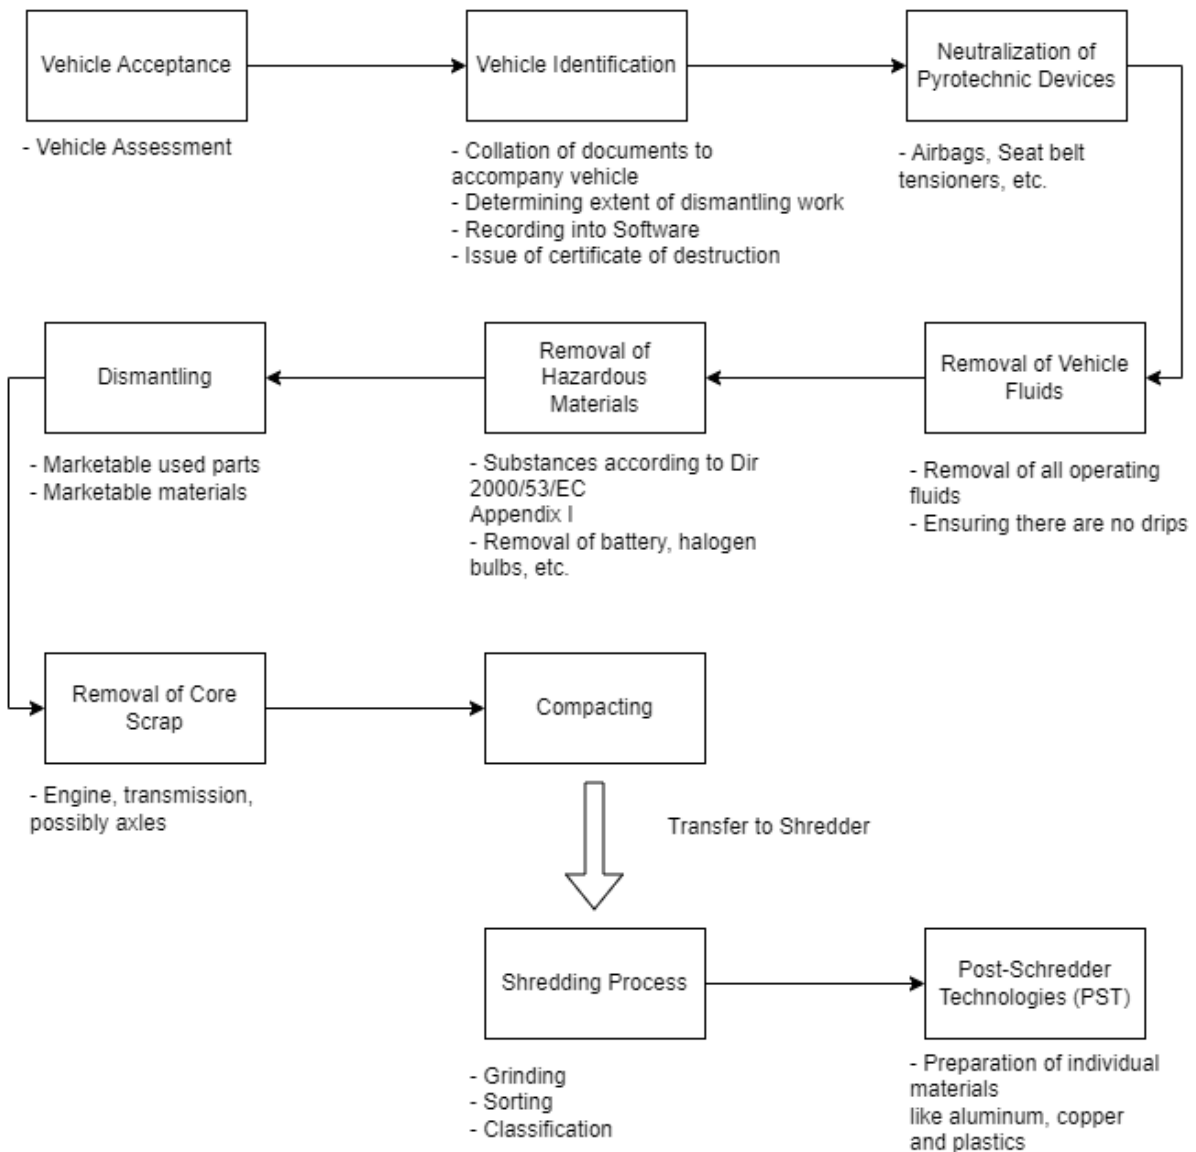 Vehicle Acceptance
- Vehicle Assessment
Vehicle Identification
- Collation of documents to
accompany vehicle
- Determining extent of dismantling work
- Recording into Software
- Issue of certificate of destruction
Neutralization of
Pyrotechnic Devices
- Airbags, Seat belt
tensioners, etc.
Removal of Vehicle
Fluids
- Removal of all operating
fluids
- Ensuring there are no drips
Removal of
Hazardous
Materials
- Substances according to Dir
2000/53/EC
Appendix I
- Removal of battery, halogen
bulbs, etc.
Dismantling
- Marketable used parts
- Marketable materials
Removal of Core
Scrap
- Engine, transmission,
possibly axles
Compacting
Transfer to Shredder
Shredding Process
- Grinding
- Sorting
- Classification
Post-Schredder
Technologies (PST)
- Preparation of individual
materials
like aluminum, copper
and plastics